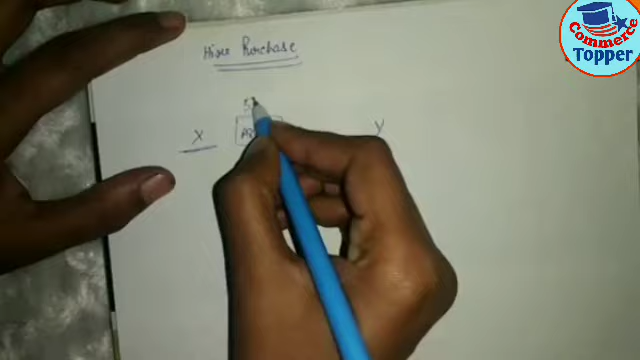 Commerce
Topper
Hire Purchase
X
Y